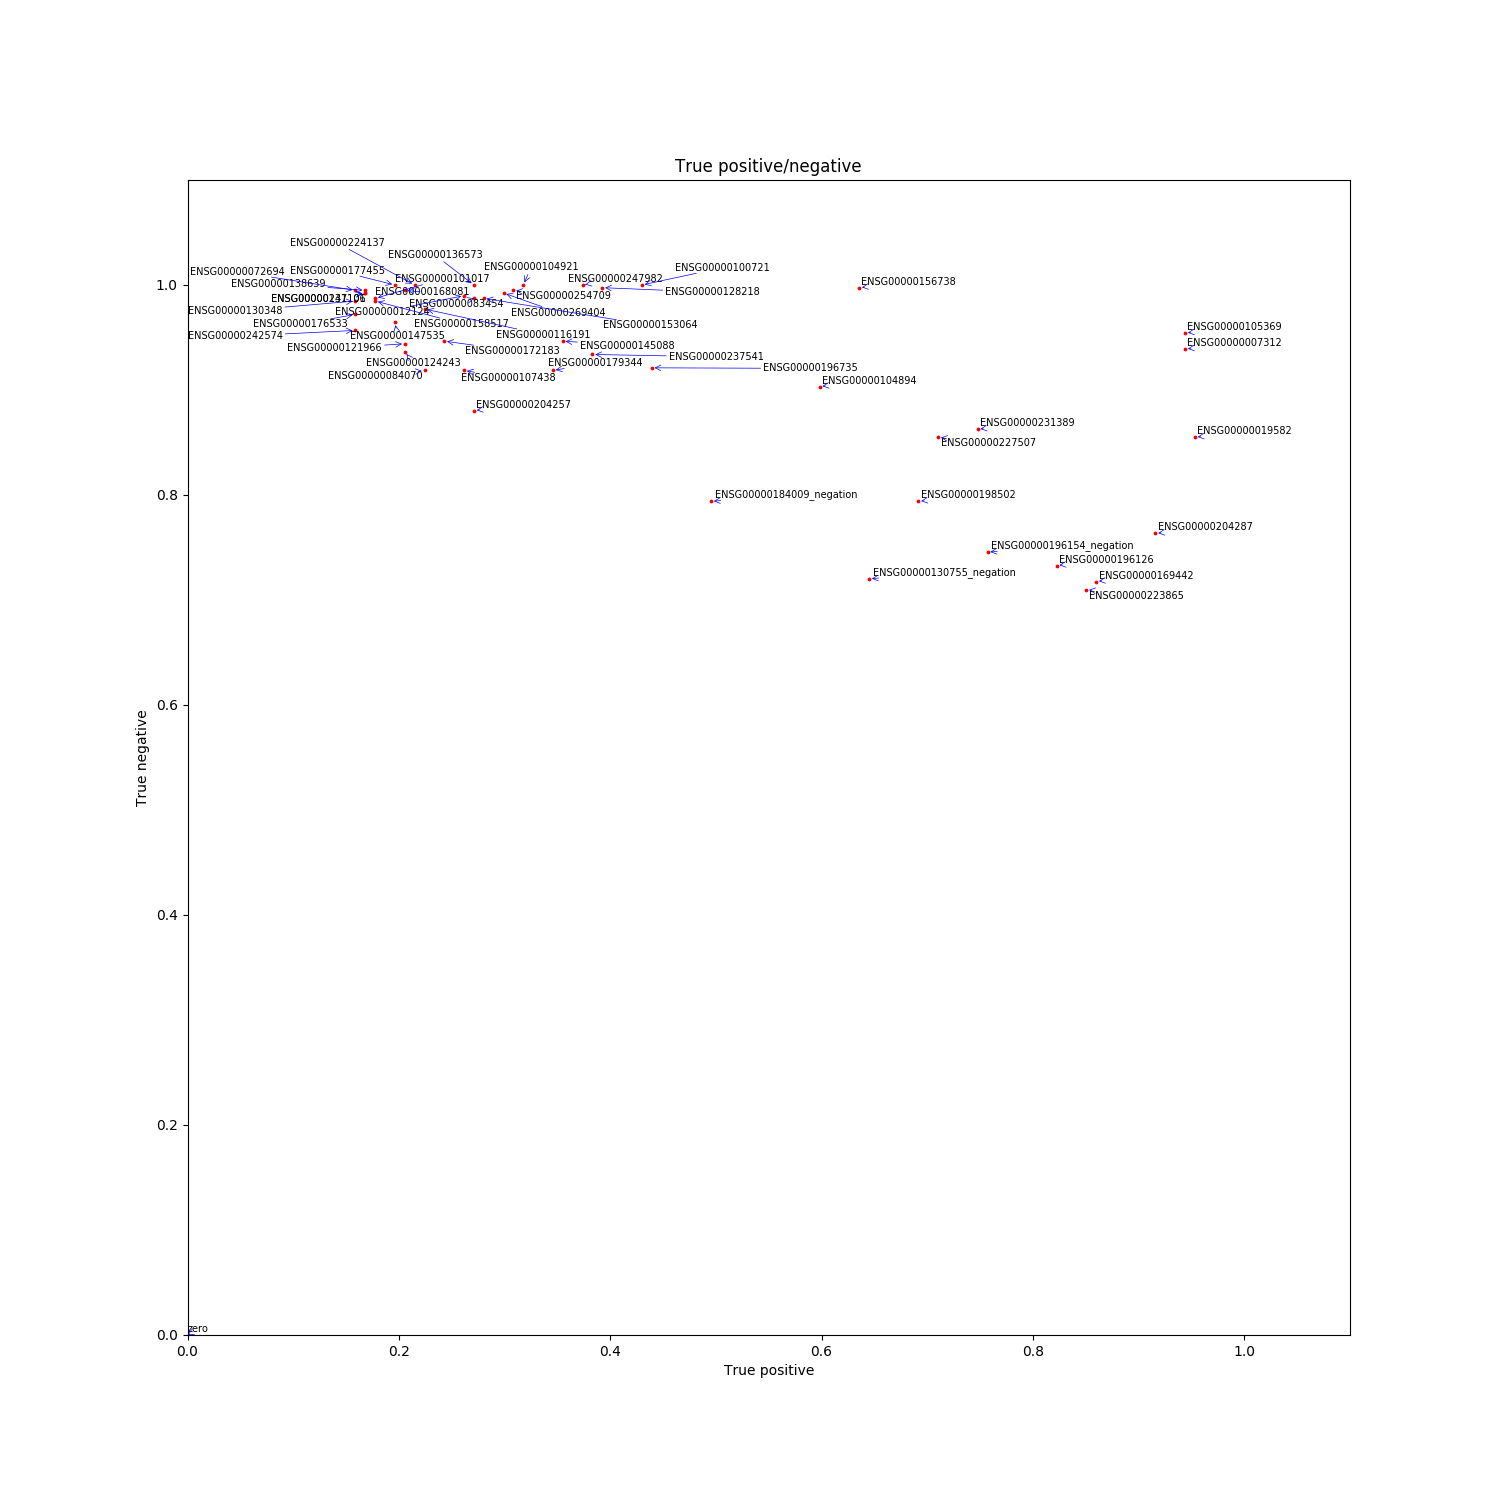 True positive/negative
ENSG00000224137
ENSG00000136573
ENSG00000104921
ENSG00000100721
ENSG00000072694
ENSG00000177455
ENSG00000101017
ENSG00000247982
ENSG00000156738
ENSG00000138639
ENSG00000168081
ENSG00000128218
ENSG00000254709
ENSG00000083454
ENSG00000130348
ENSG00000269404
ENSG00000176533
ENSG00000158517
ENSG00000153064
ENSG00000105369
ENSG00000242574
ENSG00000147535
ENSG00000116191
ENSG00000007312
ENSG00000121966
ENSG00000145088
ENSG00000172183
ENSG00000237541
ENSG00000124243
ENSG00000179344
ENSG00000196735
ENSG00000084070
ENSG00000107438
ENSG00000104894
ENSG00000204257
ENSG00000231389
ENSG00000019582
ENSG00000227507
ENSG00000184009_negation
ENSG00000198502
ENSG00000204287
ENSG00000196154_negation
ENSG00000196126
ENSG00000130755_negation
ENSG00000169442
ENSG00000223865
zero
1.0
0.8
0.6
0.4
0.2
0.0
True negative
0.0
0.2
0.4
0.6
0.8
1.0
True positive